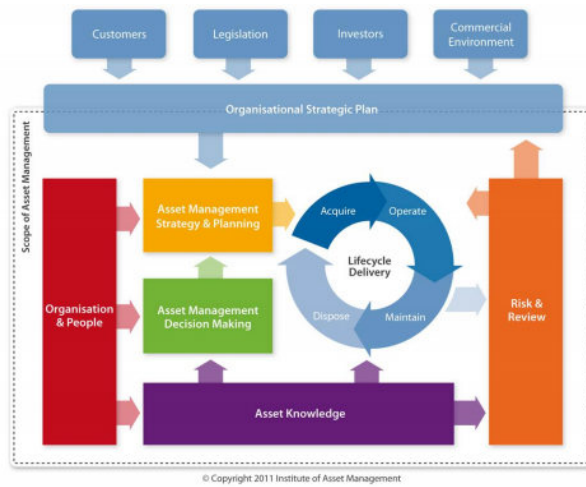 Customers
Legislation
Investors
Commercial
Environment
Organisational Strategic Plan
Scope of Asset Management
Asset Management
Strategy & Planning
Acquire
Operate
Lifecycle
Delivery
Organisation
& People
Asset Management
Decision Making
Dispose
Maintain
Risk &
Review
Asset Knowledge
© Copyright 2011 Institute of Asset Management